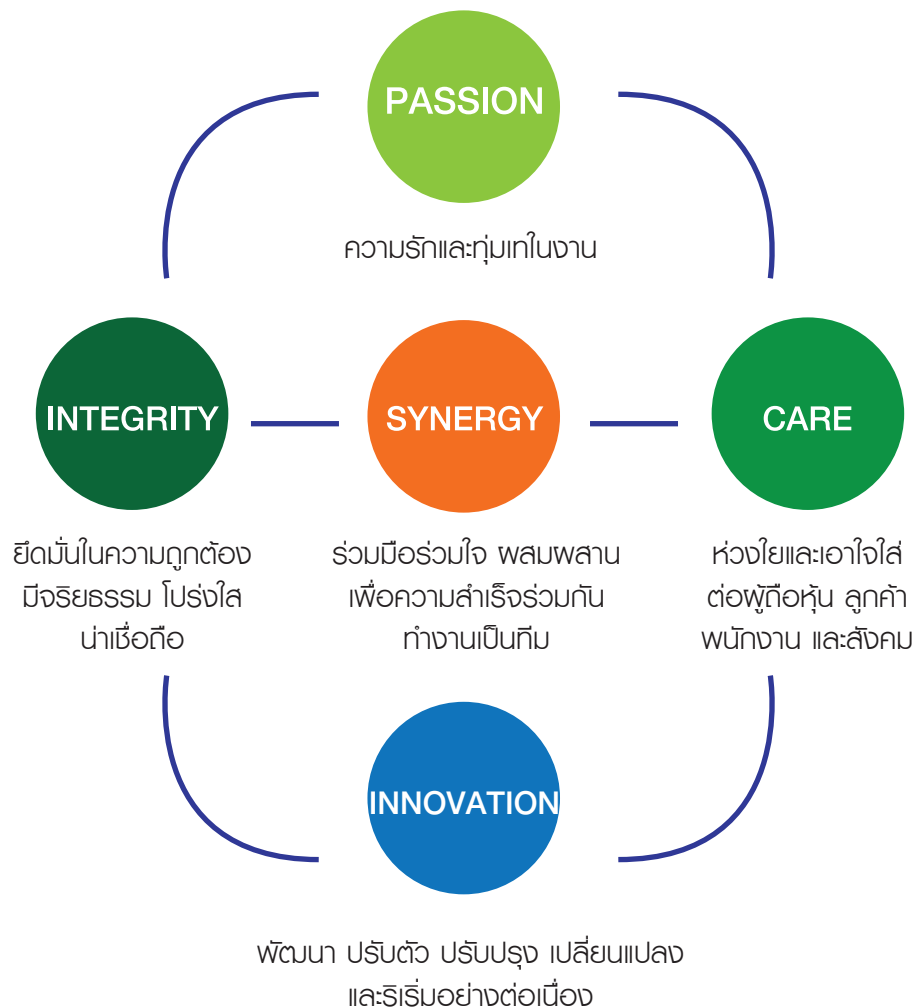 PASSION
ความรักและทุ่มเทในงาน
INTEGRITY
ยึดมั่นในความถูกต้อง
มีจริยธรรม โปร่งใส
น่าเชื่อถือ
SYNERGY
ร่วมมือร่วมใจ ผสมผสาน
เพื่อความสำเร็จร่วมกัน
ทำงานเป็นทีม
CARE
ห่วงใยและเอาใจใส่
ต่อผู้ถือหุ้น ลูกค้า
พนักงาน และสังคม
INNOVATION
พัฒนา ปรับตัว ปรับปรุง เปลี่ยนแปลง
และริเริ่มอย่างต่อเนื่อง